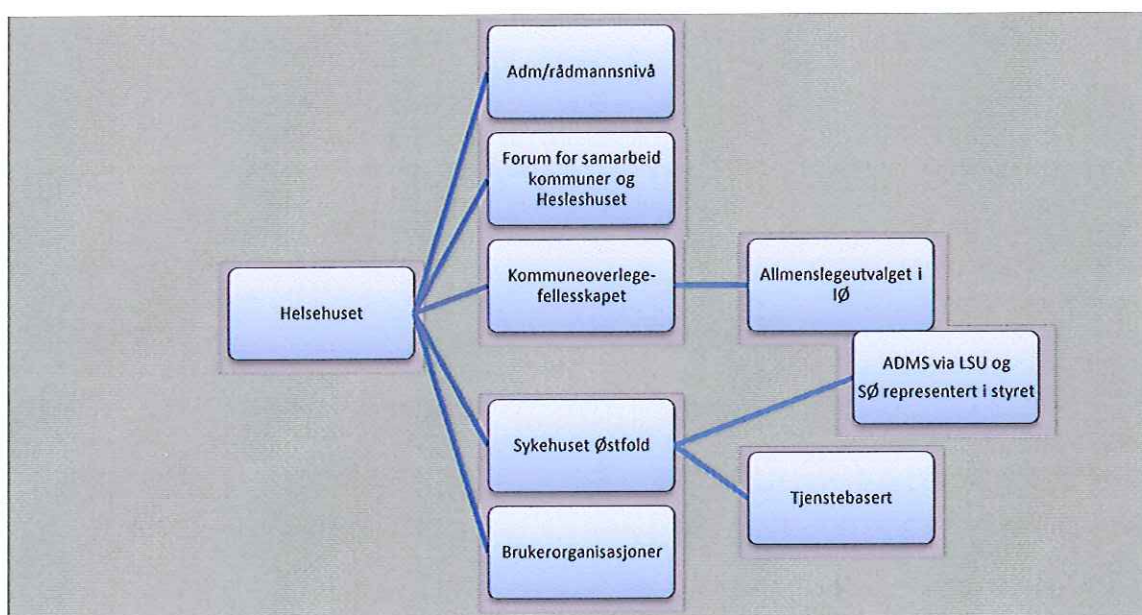 Adm/rådmannsnivå
Forum for samarbeid
kommuner og
Hesleshuset
Helsehuset
Kommuneoverlege-
fellesskapet
Allmenslegeutvalget i
IØ
ADMS via LSU og
SØ representert i styret
Sykehuset Østfold
Tjenstebasert
Brukerorganisasjoner